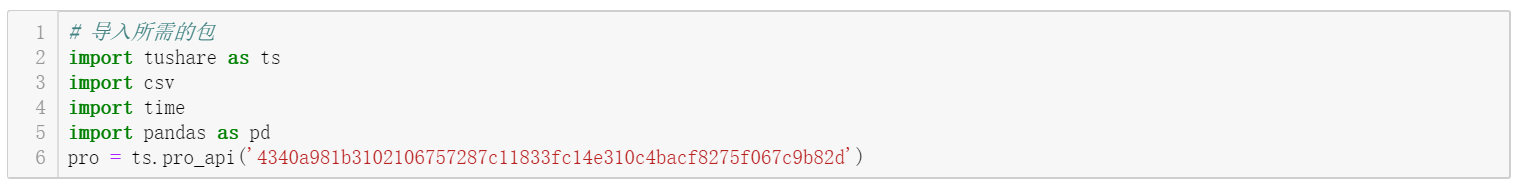 1 # 导入所需的包
2 import tushare as ts
3 import csv
4 import time
5 import pandas as pd
6 pro = ts.pro_api('4340a981b3102106757287c11833fc14e310c4bacf8275f067c9b82d')